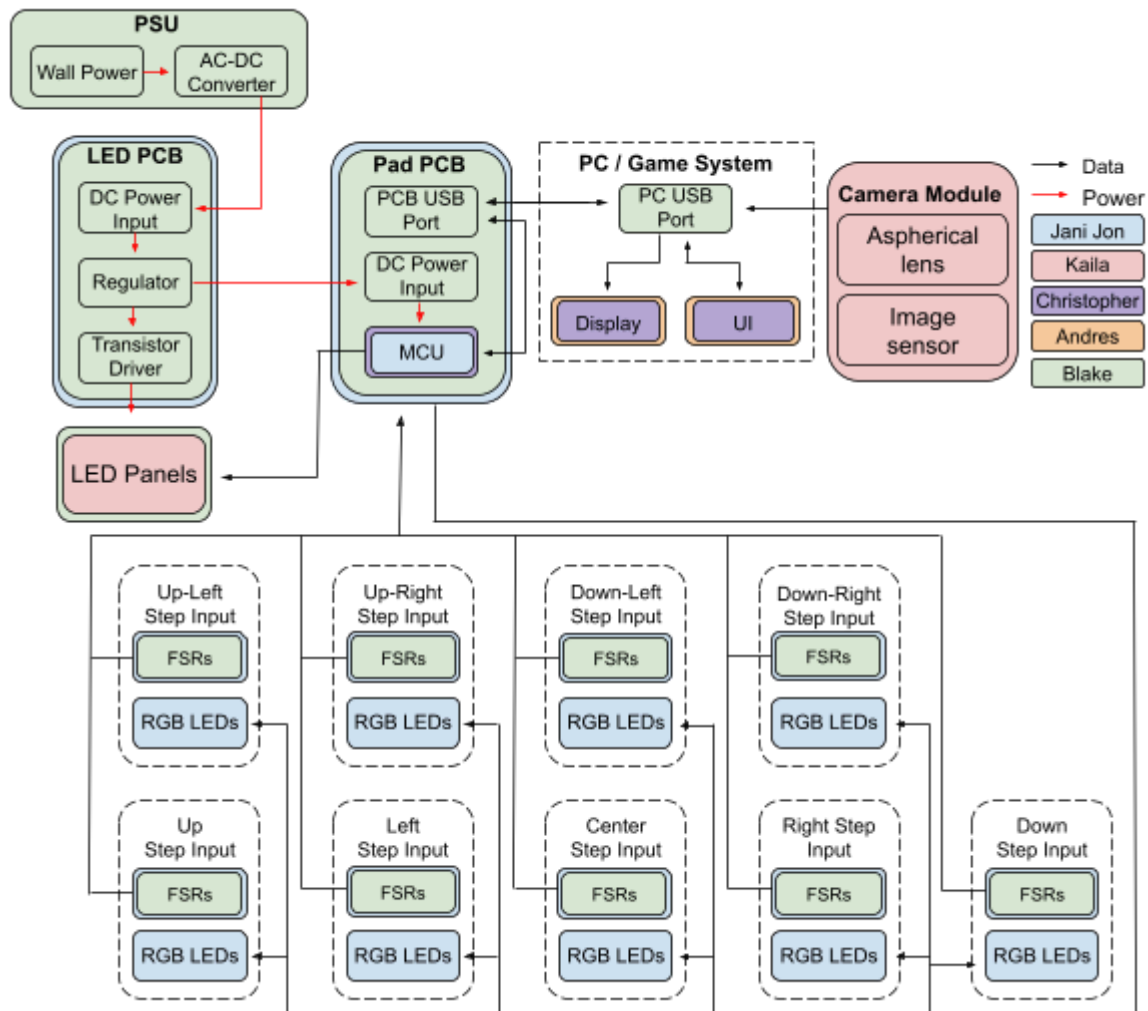 PSU
Wall Power
AC-DC
Converter
LED PCB
DC Power
Input
Regulator
Transistor
Driver
LED Panels
Pad PCB
PCB USB
Port
DC Power
Input
MCU
PC / Game System
PC USB
Port
Display
UI
Camera Module
Aspherical
lens
Image
sensor
Data
Power
Jani Jon
Kaila
Christopher
Andres
Blake
Up-Left
Step Input
FSRs
RGB LEDs
Up-Right
Step Input
FSRs
RGB LEDs
Down-Left
Step Input
FSRs
RGB LEDs
Down-Right
Step Input
FSRs
RGB LEDs
Up
Step Input
FSRs
RGB LEDs
Left
Step Input
FSRs
RGB LEDs
Center
Step Input
FSRs
RGB LEDs
Right Step
Input
FSRs
RGB LEDs
Down
Step Input
FSRs
RGB LEDs